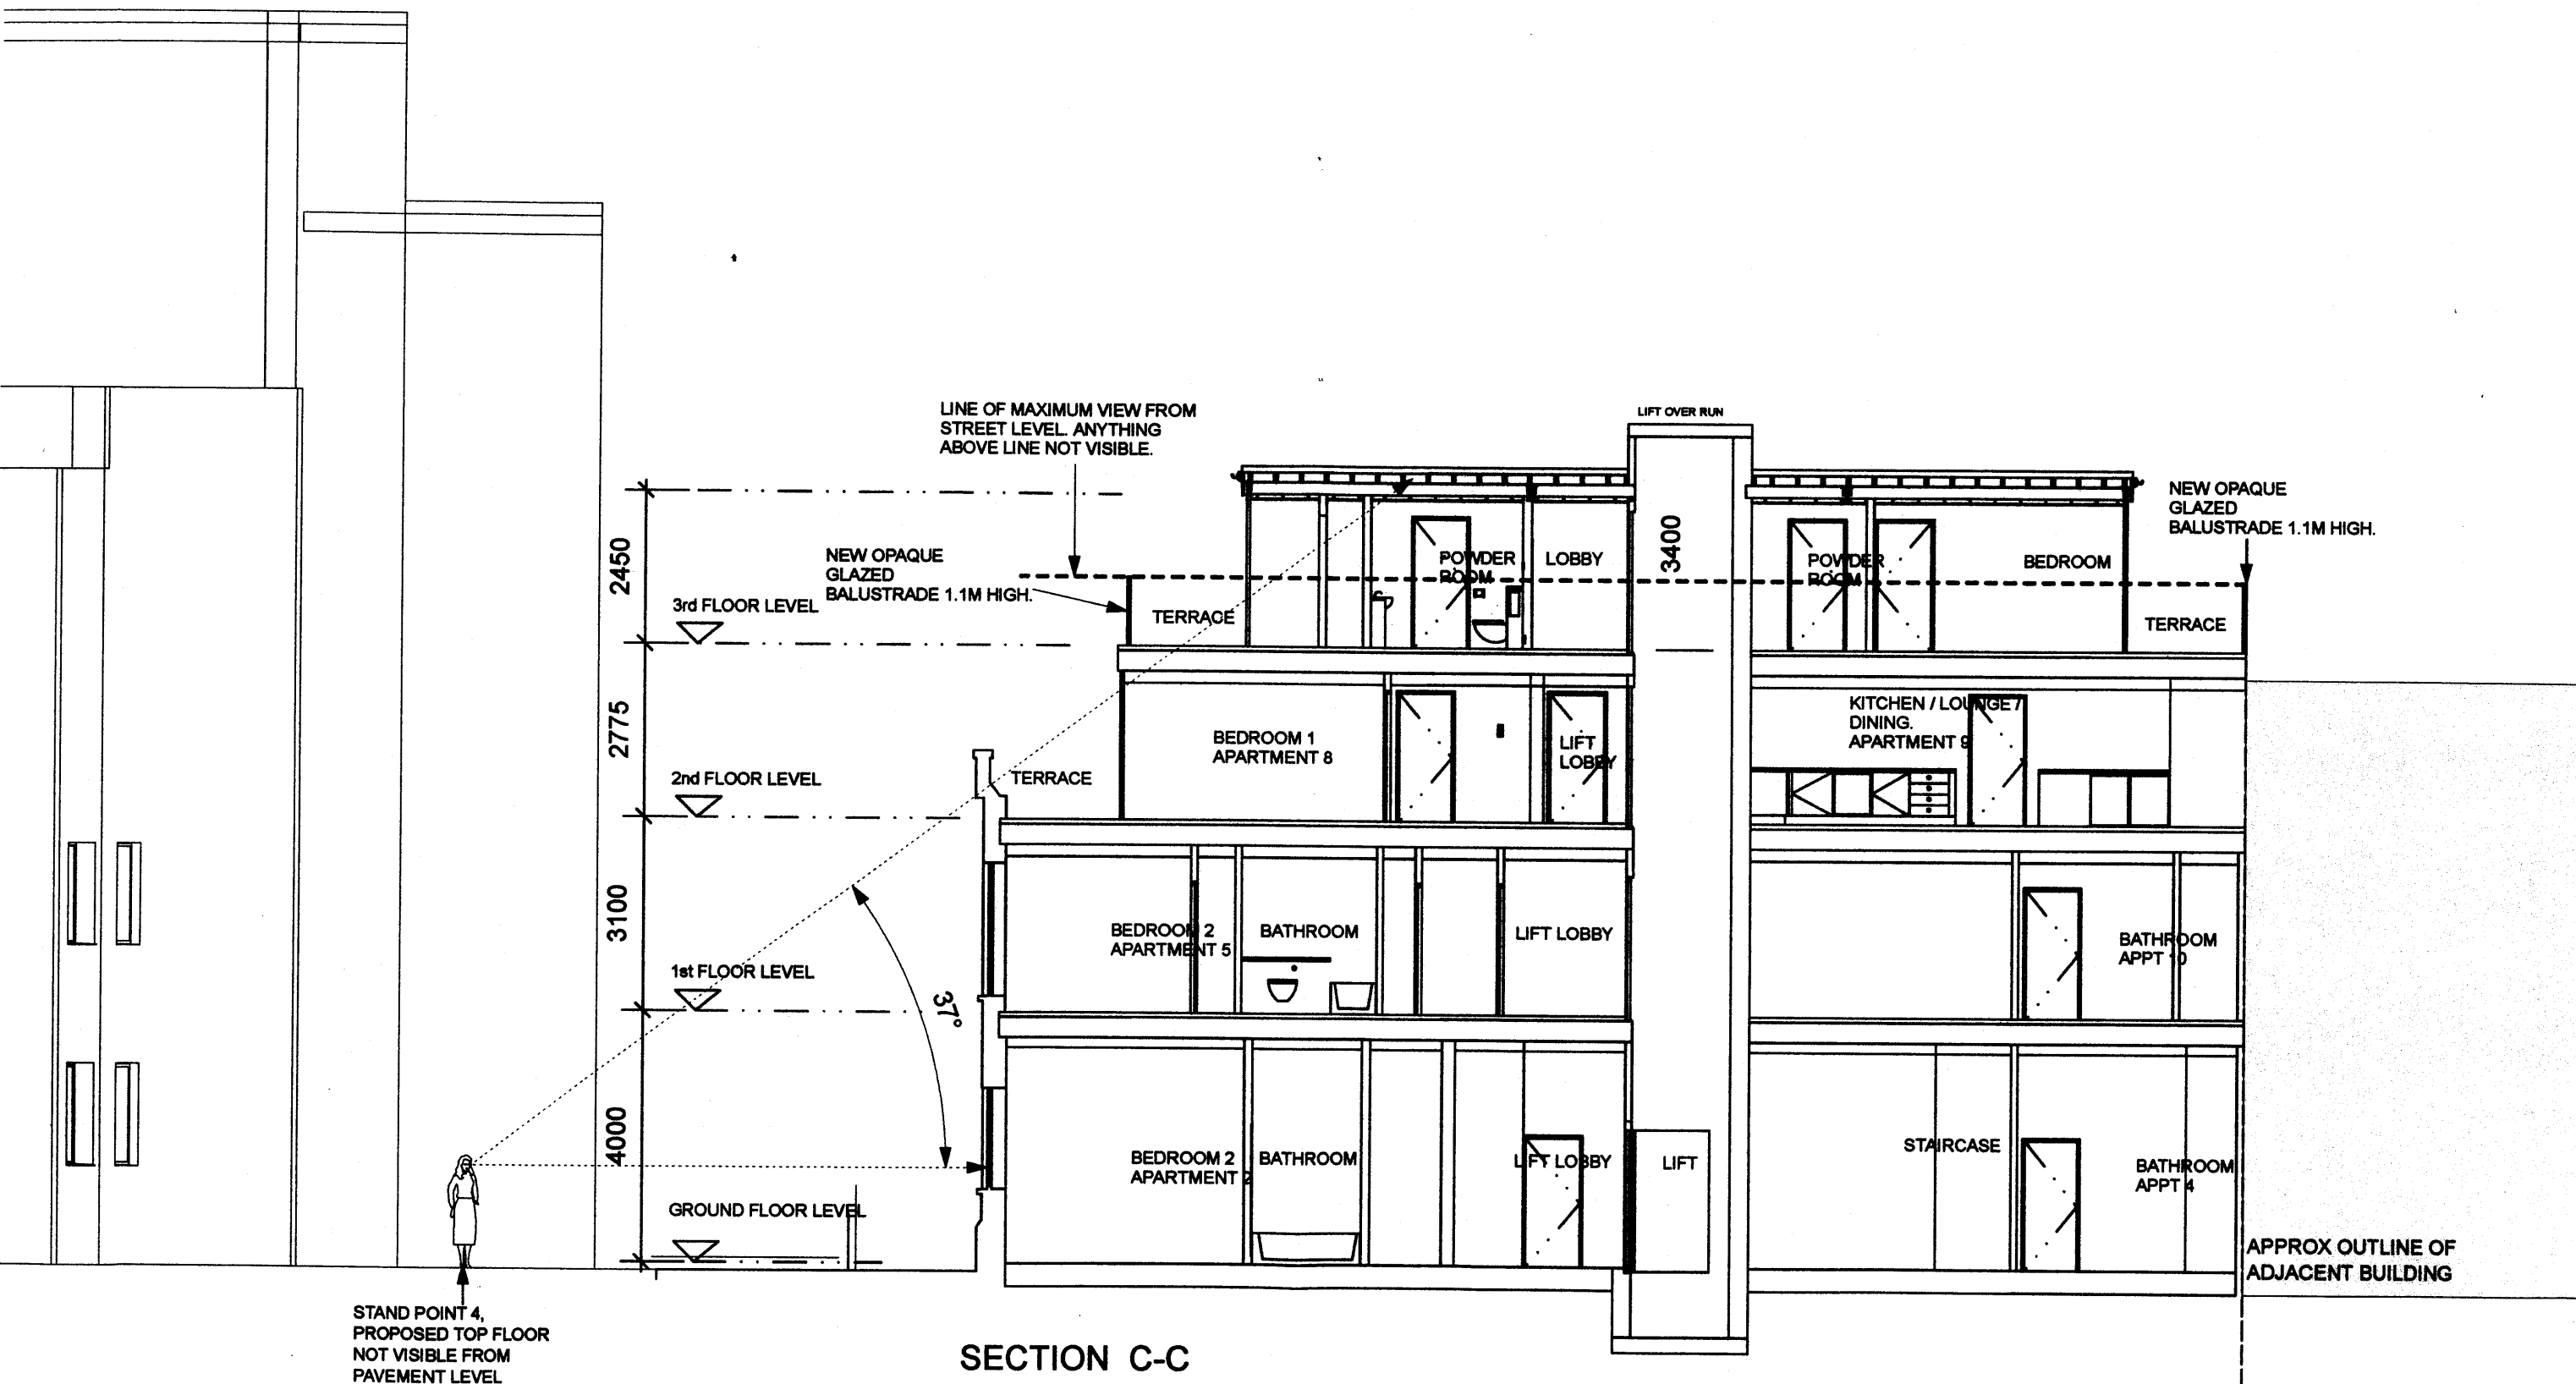 LINE OF MAXIMUM VIEW FROM
STREET LEVEL. ANYTHING
ABOVE LINE NOT VISIBLE.
LIFT OVER RUN
NEW OPAQUE
GLAZED
BALUSTRADE 1.1M HIGH.
NEW OPAQUE
GLAZED
BALUSTRADE 1.1M HIGH.
2450
3400
POWDER
ROOM
LOBBY
POWDER
ROOM
BEDROOM
3rd FLOOR LEVEL
TERRACE
TERRACE
2775
BEDROOM 1
APARTMENT 8
LIFT
LOBBY
KITCHEN / LOUNGE /
DINING.
APARTMENT 9
2nd FLOOR LEVEL
TERRACE
3100
BEDROOM 2
APARTMENT 5
BATHROOM
LIFT LOBBY
BATHROOM
APPT 10
1st FLOOR LEVEL
37°
4000
BEDROOM 2
APARTMENT 2
BATHROOM
LIFT LOBBY
LIFT
STAIRCASE
BATHROOM
APPT 4
GROUND FLOOR LEVEL
APPROX OUTLINE OF
ADJACENT BUILDING
STAND POINT 4,
PROPOSED TOP FLOOR
NOT VISIBLE FROM
PAVEMENT LEVEL
SECTION C-C